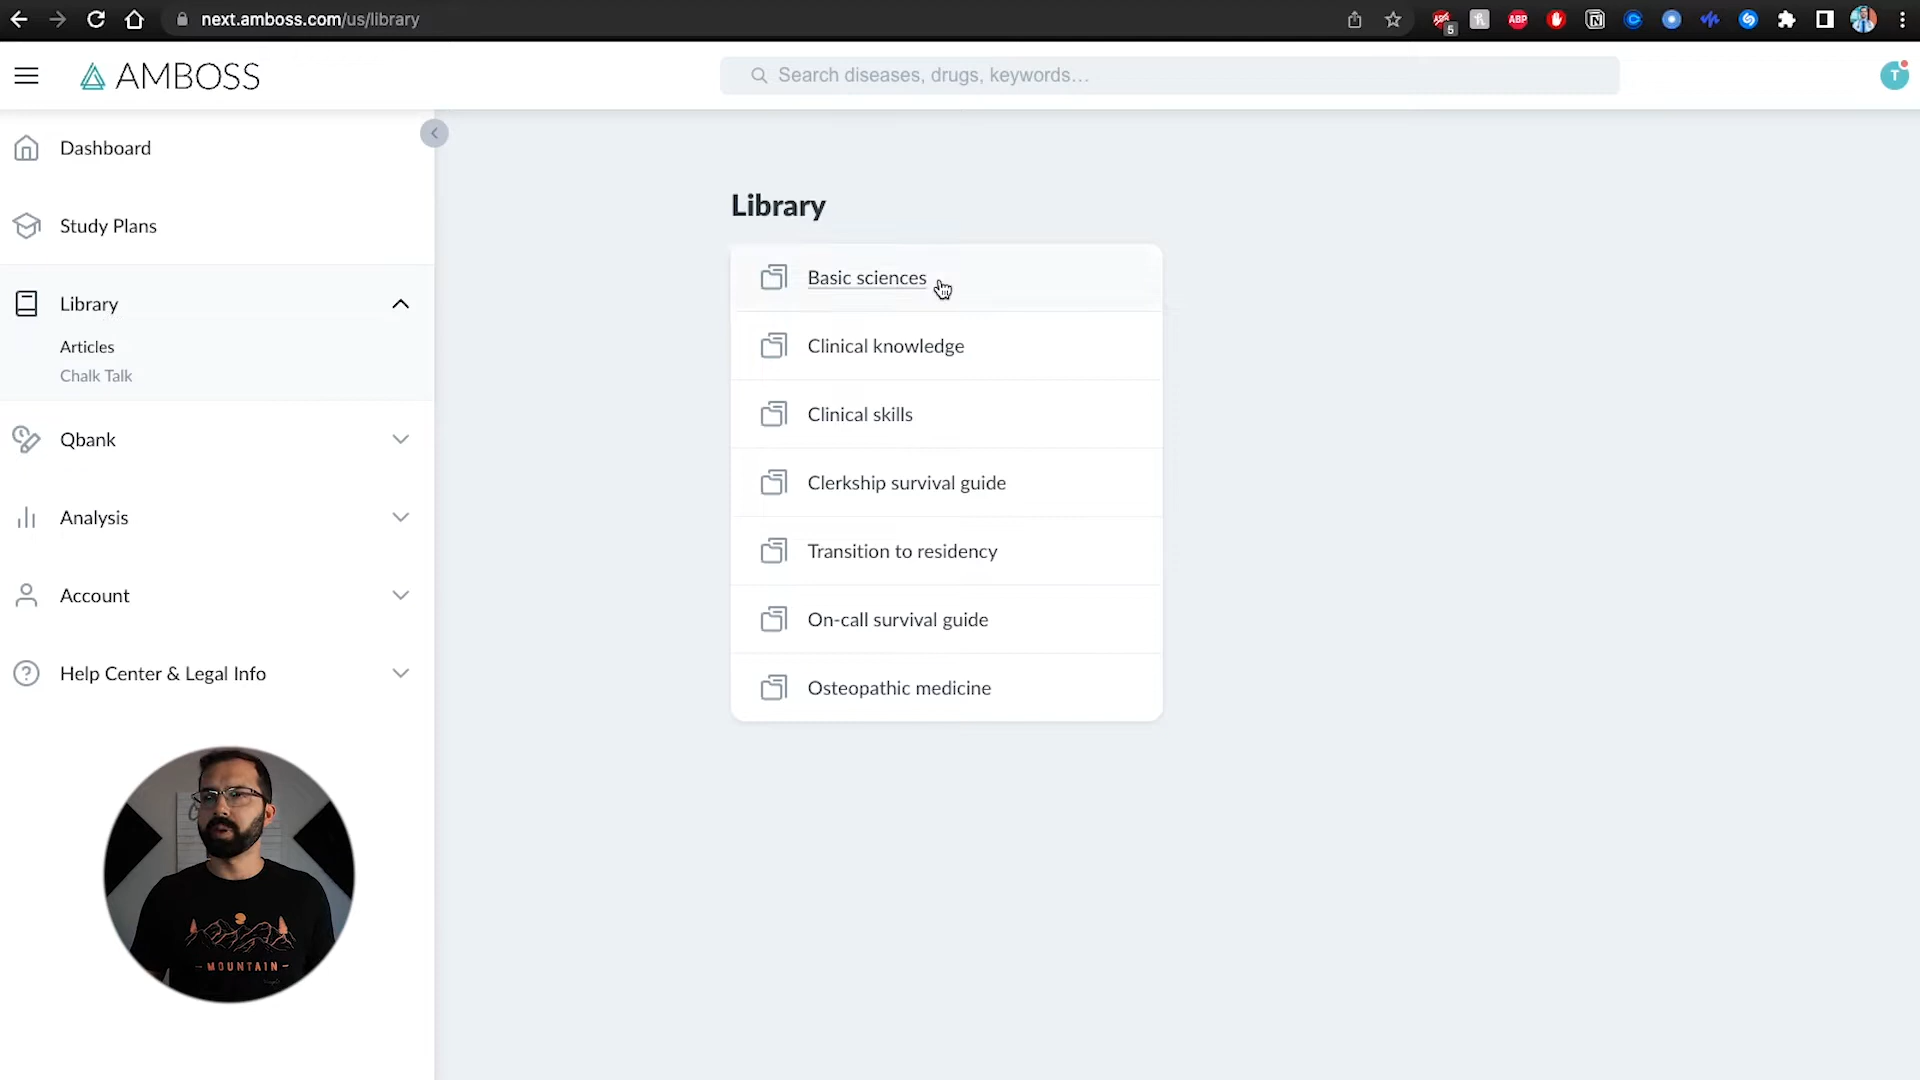 next.amboss.com/us/library
5
ABP
AMBOSS
Search diseases, drugs, keywords...
T
Dashboard
Study Plans
Library
Articles
Chalk Talk
Qbank
Analysis
Account
Help Center & Legal Info
Library
Basic sciences
Clinical knowledge
Clinical skills
Clerkship survival guide
Transition to residency
On-call survival guide
Osteopathic medicine
-MOUNTAIN-